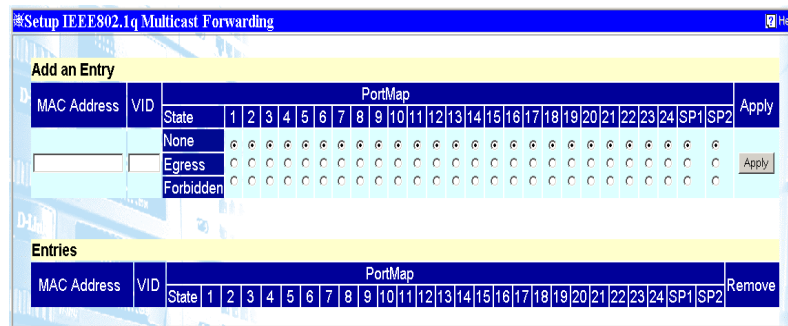 Setup IEEE802.1q Multicast Forwarding
He
Add an Entry
MAC Address VID PortMap Apply
State 1 2 3 4 5 6 7 8 9 10 11 12 13 14 15 16 17 18 19 20 21 22 23 24 SP1 SP2
None
Egress
Forbidden
Apply
Entries
MAC Address VID PortMap Remove
State 1 2 3 4 5 6 7 8 9 10 11 12 13 14 15 16 17 18 19 20 21 22 23 24 SP1 SP2